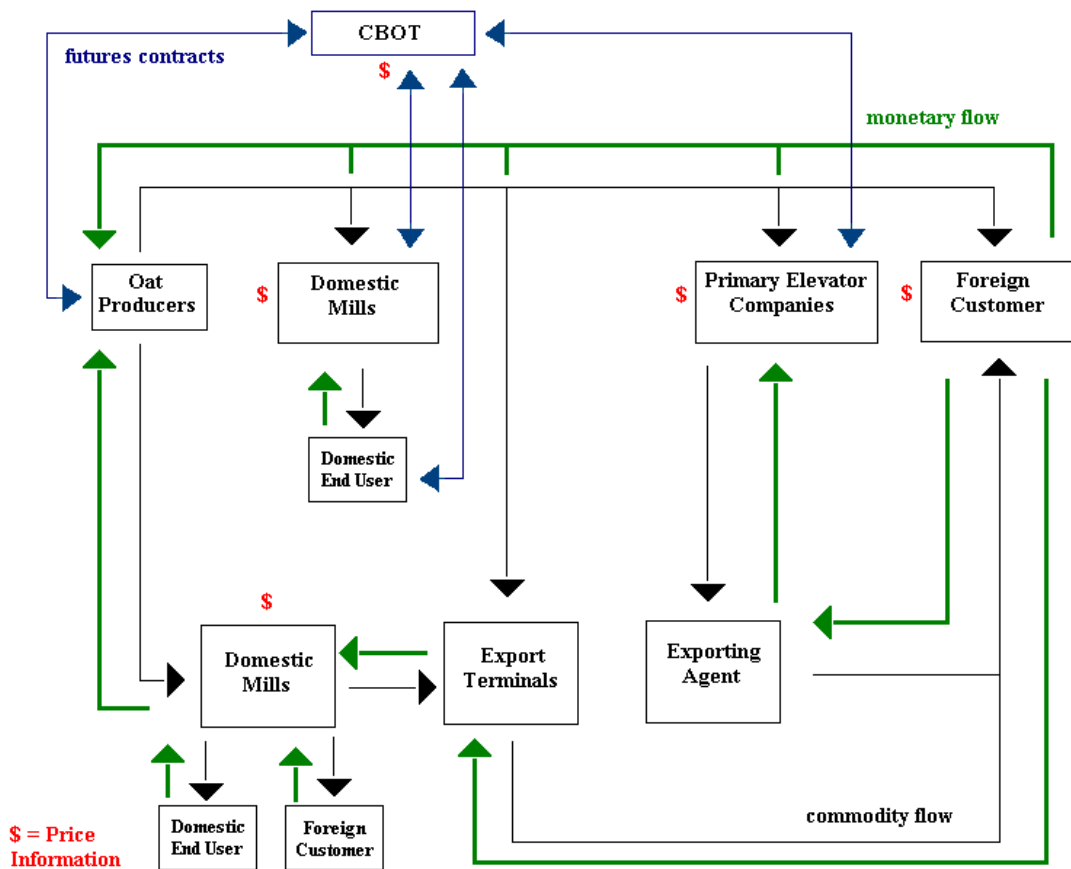 CBOT
futures contracts
$
monetary flow
Oat
Producers
$
Domestic
Mills
$
Primary Elevator
Companies
$
Foreign
Customer
Domestic
End User
$
Domestic
Mills
Export
Terminals
Exporting
Agent
commodity flow
Domestic
End User
Foreign
Customer
$ = Price
Information